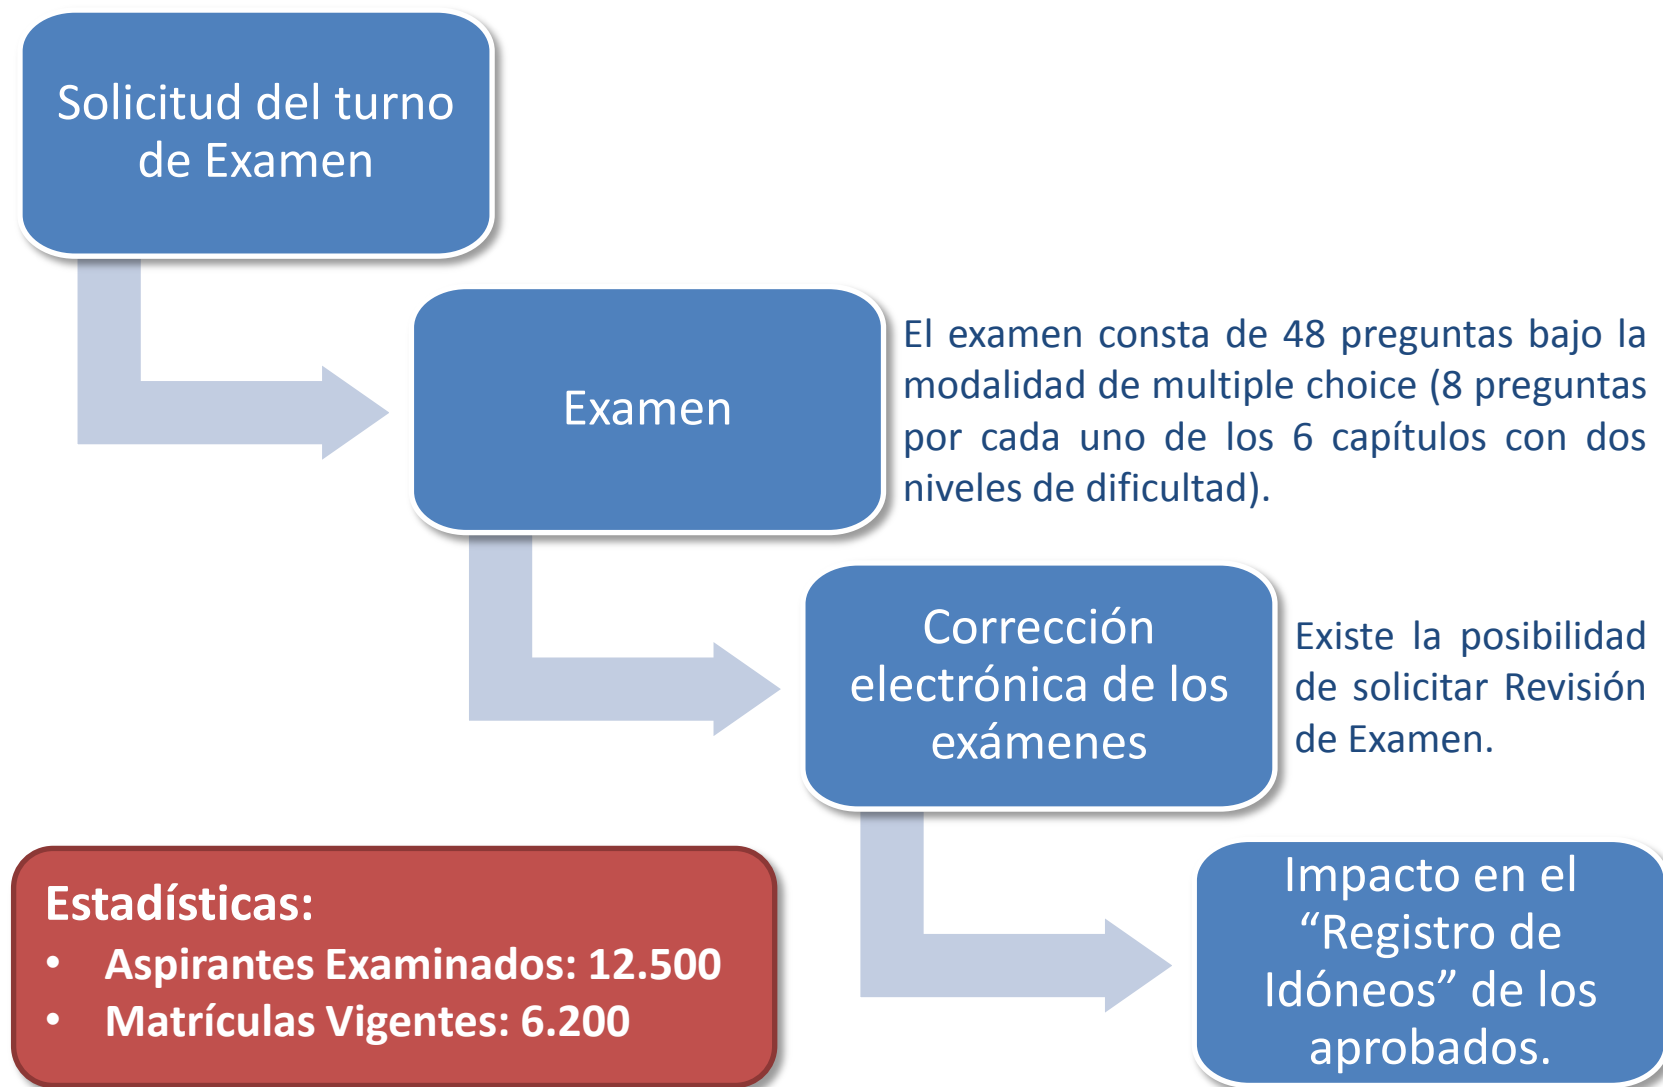 Solicitud del turno
de Examen
Examen
El examen consta de 48 preguntas bajo la
modalidad de multiple choice (8 preguntas
por cada uno de los 6 capítulos con dos
niveles de dificultad).
Corrección
electrónica de los
exámenes
Existe la posibilidad
de solicitar Revisión
de Examen.
Impacto en el
“Registro de
Idóneos” de los
aprobados.
Estadísticas:
• Aspirantes Examinados: 12.500
• Matrículas Vigentes: 6.200